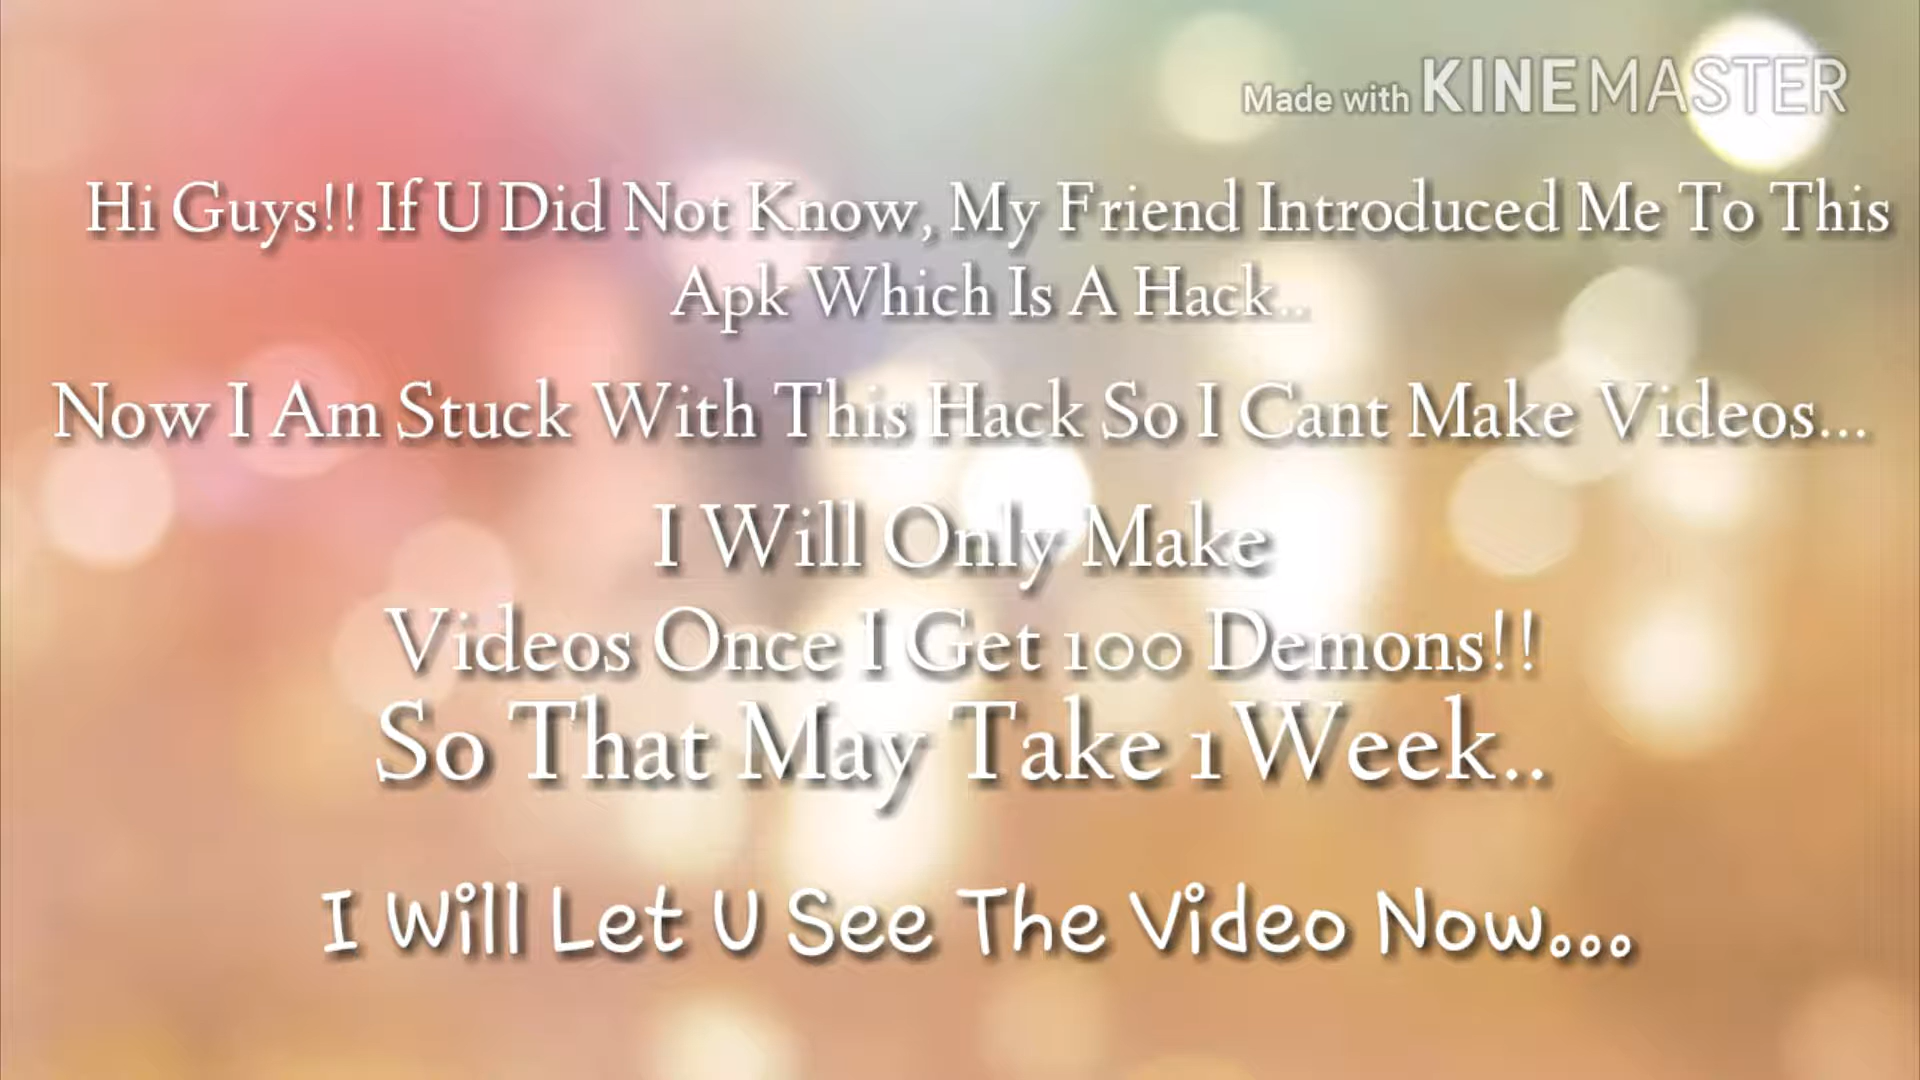 Made with KINEMASTER
Hi Guys!! If U Did Not Know, My Friend Introduced Me To This
Apk Which Is A Hack..
Now I Am Stuck With This Hack So I Cant Make Videos...
I Will Only Make
Videos Once I Get 100 Demons!!
So That May Take 1 Week..
I Will Let U See The Video Now...